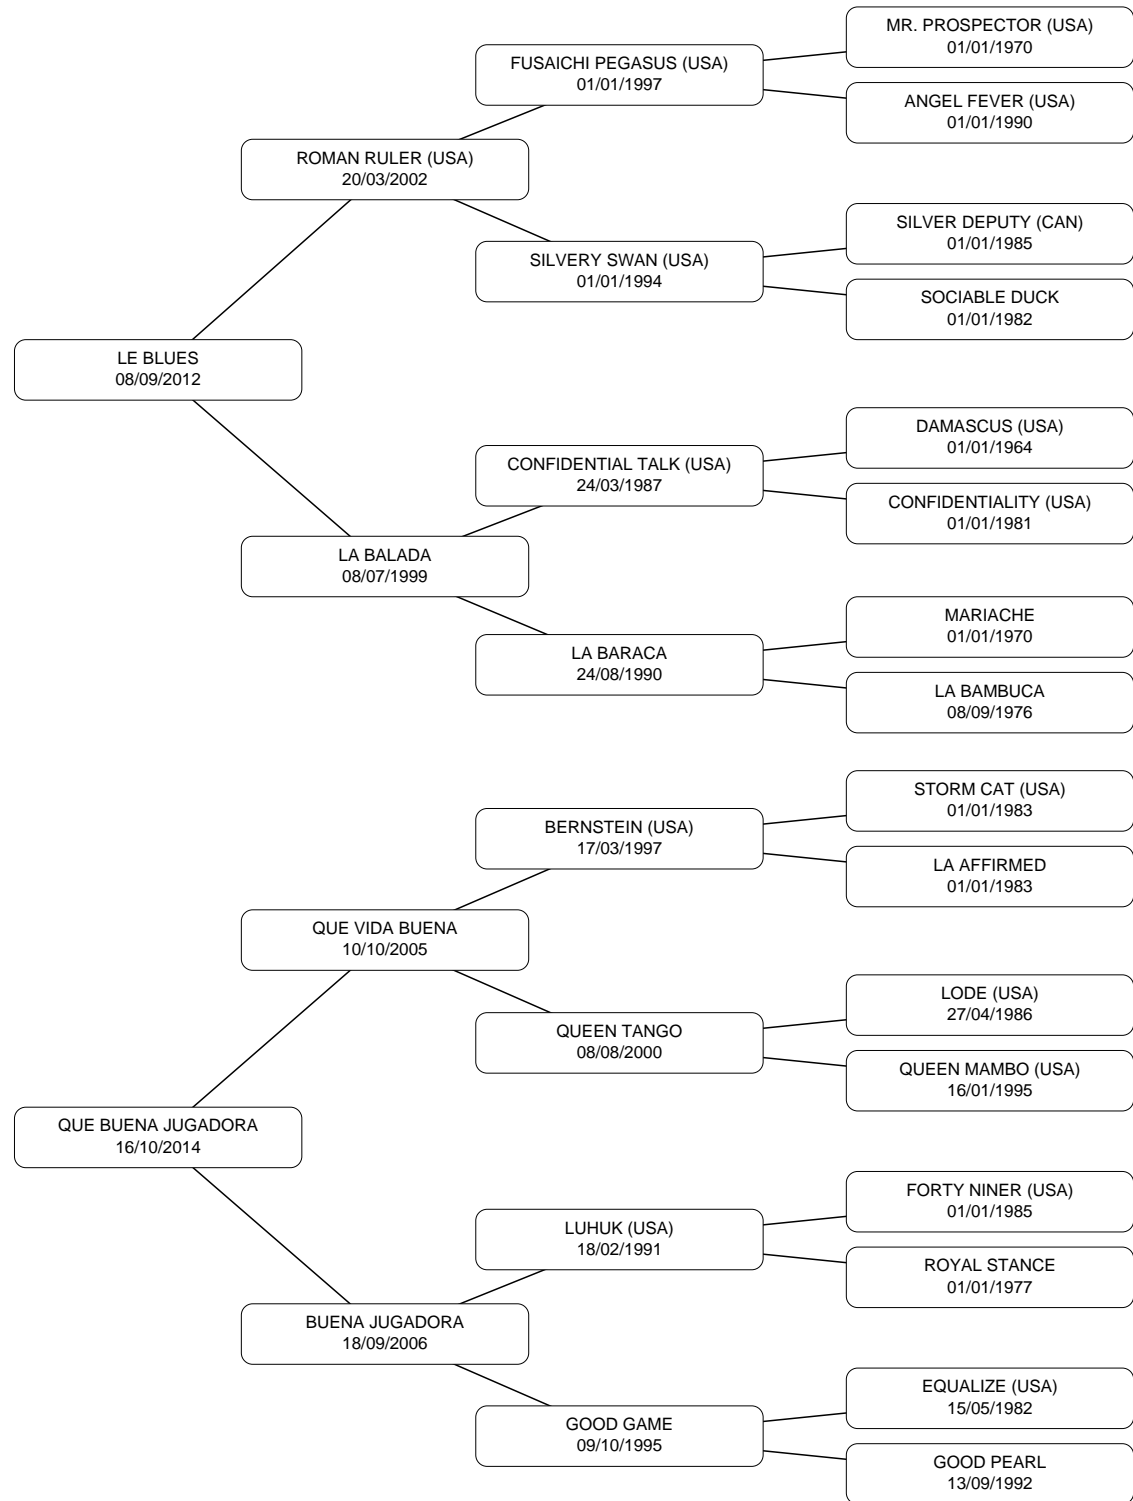 MR. PROSPECTOR (USA)
01/01/1970
FUSAICHI PEGASUS (USA)
01/01/1997
ANGEL FEVER (USA)
01/01/1990
ROMAN RULER (USA)
20/03/2002
SILVER DEPUTY (CAN)
01/01/1985
SILVERY SWAN (USA)
01/01/1994
SOCIABLE DUCK
01/01/1982
LE BLUES
08/09/2012
DAMASCUS (USA)
01/01/1964
CONFIDENTIAL TALK (USA)
24/03/1987
CONFIDENTIALITY (USA)
01/01/1981
LA BALADA
08/07/1999
MARIACHE
01/01/1970
LA BARACA
24/08/1990
LA BAMBUCA
08/09/1976
STORM CAT (USA)
01/01/1983
BERNSTEIN (USA)
17/03/1997
LA AFFIRMED
01/01/1983
QUE VIDA BUENA
10/10/2005
LODE (USA)
27/04/1986
QUEEN TANGO
08/08/2000
QUEEN MAMBO (USA)
16/01/1995
QUE BUENA JUGADORA
16/10/2014
FORTY NINER (USA)
01/01/1985
LUHUK (USA)
18/02/1991
ROYAL STANCE
01/01/1977
BUENA JUGADORA
18/09/2006
EQUALIZE (USA)
15/05/1982
GOOD GAME
09/10/1995
GOOD PEARL
13/09/1992